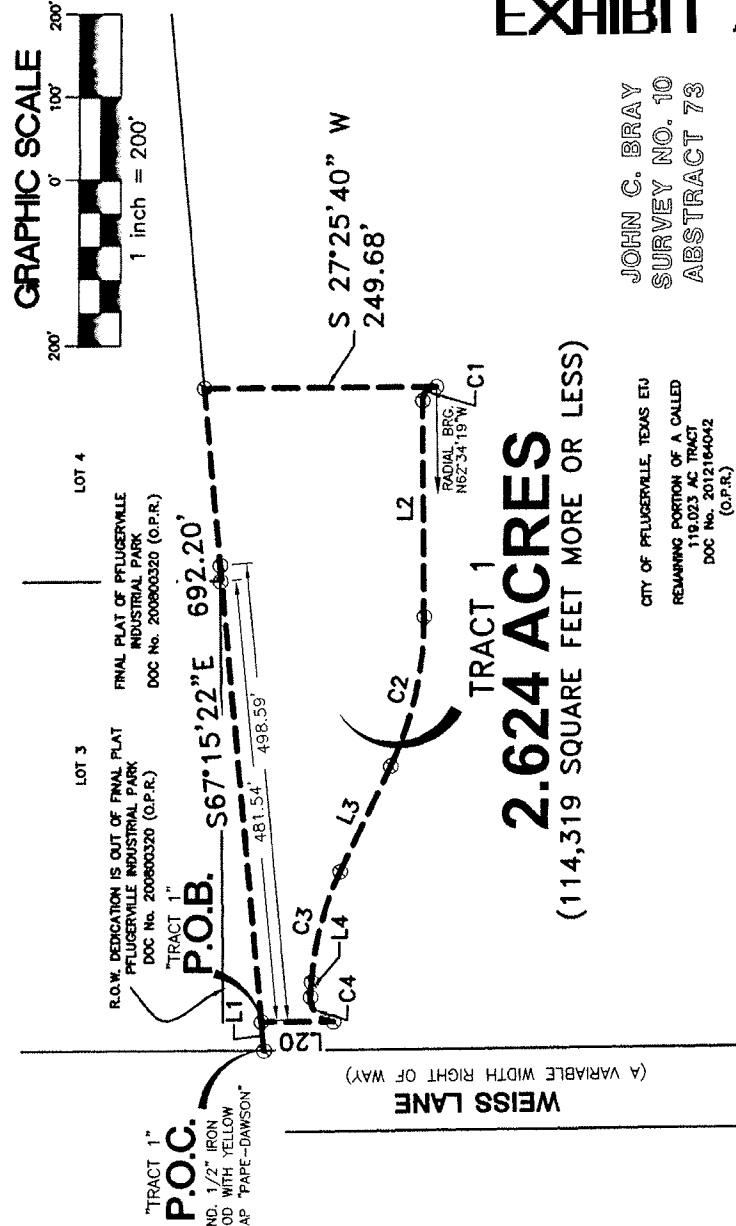 EXHIBIT
GRAPHIC SCALE
200' 0' 100' 200'
1 inch = 200'
JOHN C. BRAY
SURVEY NO. 10
ABSTRACT 73
LOT 4
FINAL PLAT OF PFLUGERVILLE
INDUSTRIAL PARK
DOC No. 200800320 (O.P.R.)
LOT 3
R.O.W. DEDICATION IS OUT OF FINAL PLAT
PFLUGERVILLE INDUSTRIAL PARK
DOC No. 200800320 (O.P.R.)
"TRACT 1"
P.O.B.
S67°15'22"E 692.20'
481.54'
498.59'
S 27°25'40" W
249.68'
"TRACT 1"
P.O.C.
ND. 1/2" IRON
OD WITH YELLOW
AP "PAPE-DAWSON"
L1
L20
C4
L4
C3
L3
C2
L2
C1
RADIAL BRG.
N62°34'19"W
TRACT 1
2.624 ACRES
(114,319 SQUARE FEET MORE OR LESS)
CITY OF PFLUGERVILLE, TEXAS ETJ
REMAINING PORTION OF A CALLED
119.023 AC TRACT
DOC No. 2012164042
(O.P.R.)
WEISS LANE
(A VARIABLE WIDTH RIGHT OF WAY)